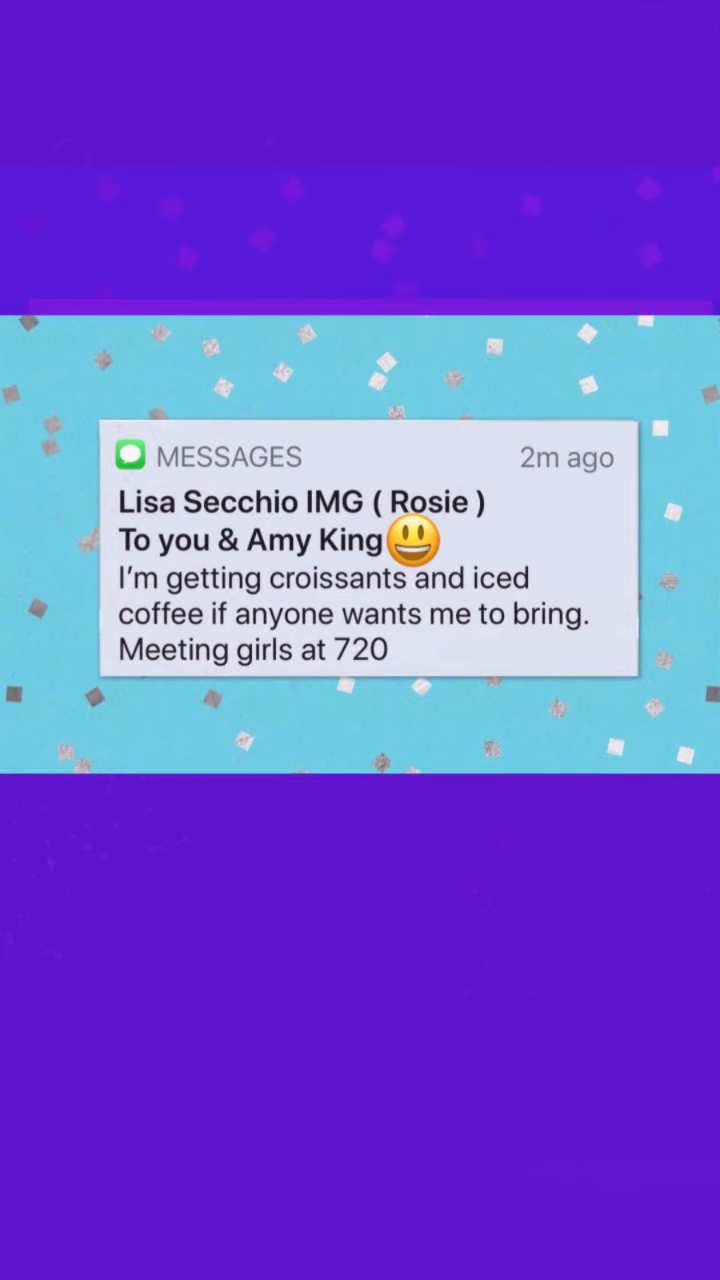 MESSAGES 2m ago
Lisa Secchio IMG ( Rosie )
To you & Amy King😃
I’m getting croissants and iced
coffee if anyone wants me to bring.
Meeting girls at 720